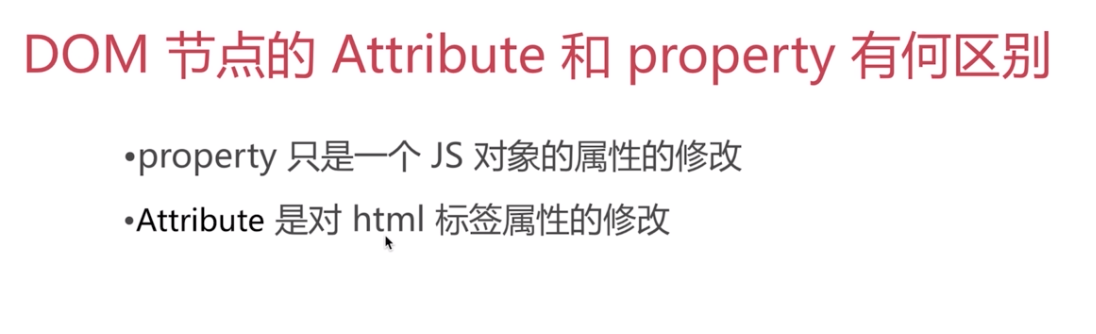 DOM 节点的 Attribute 和 property 有何区别
•property 只是一个 JS 对象的属性的修改
•Attribute 是对 html 标签属性的修改